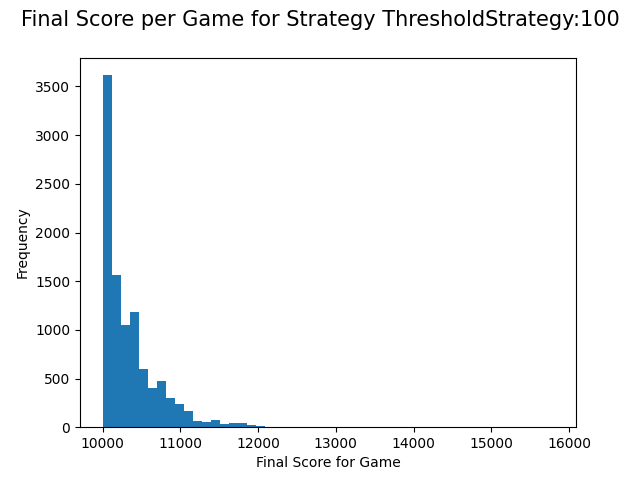 Final Score per Game for Strategy ThresholdStrategy:100
3500
3000
2500
2000
1500
1000
500
0
Frequency
10000 11000 12000 13000 14000 15000 16000
Final Score for Game